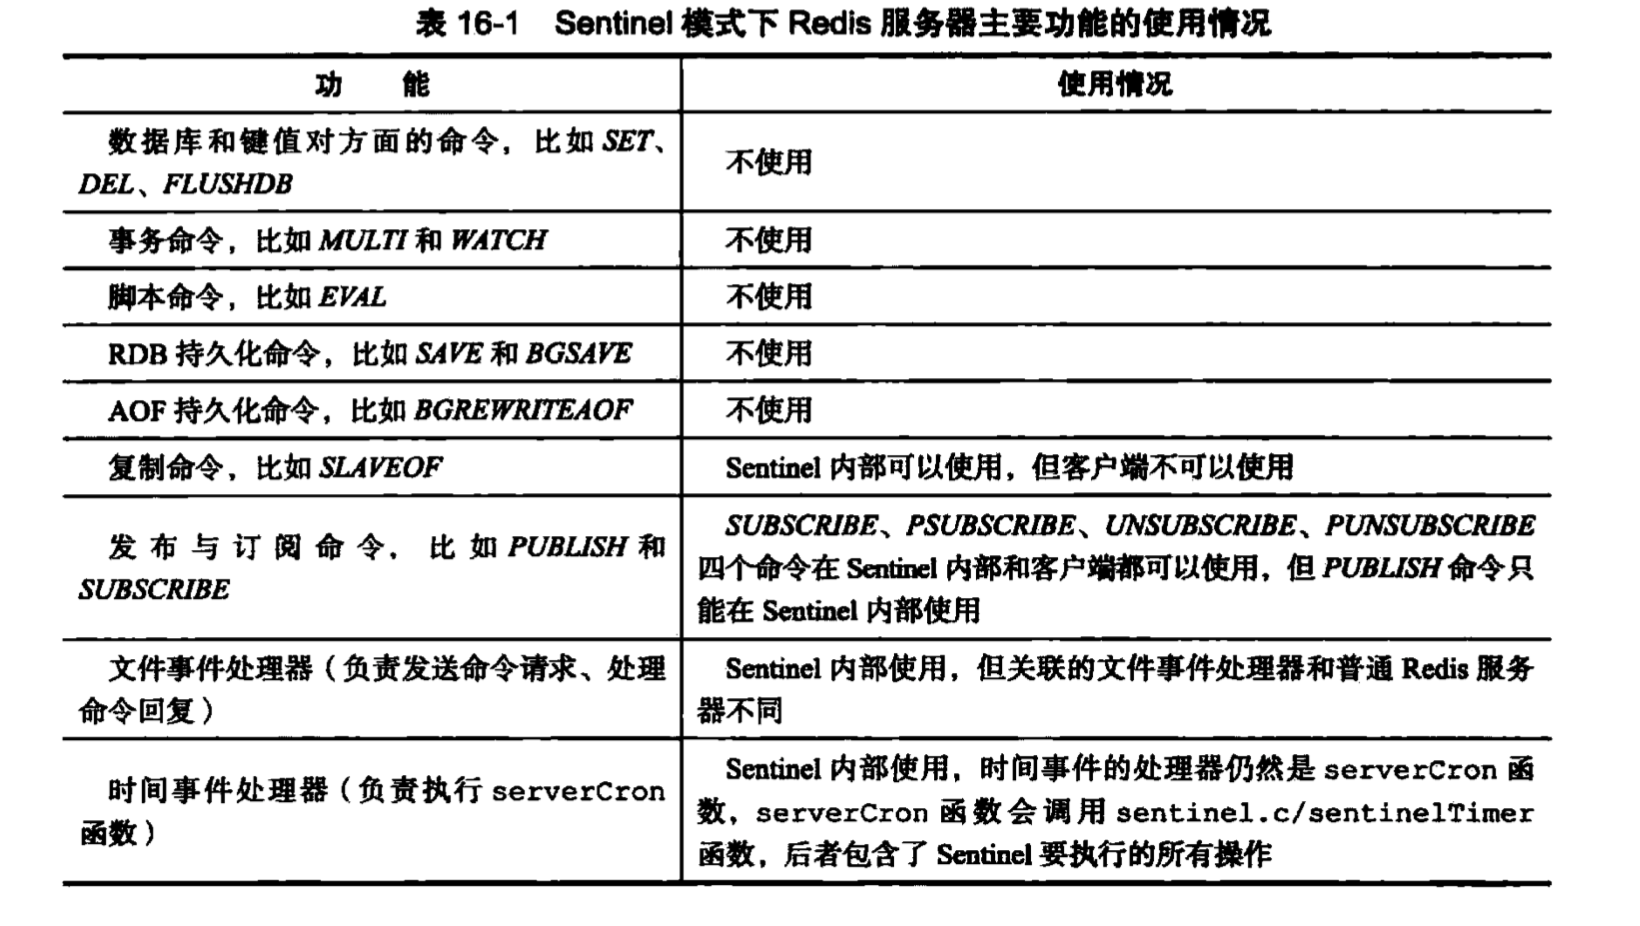 表 16-1 Sentinel 模式下 Redis 服务器主要功能的使用情况
功 能
使用情况
数据库和键值对方面的命令，比如 SET、
DEL、FLUSHDB
不使用
事务命令，比如 MULTI 和 WATCH
不使用
脚本命令，比如 EVAL
不使用
RDB 持久化命令，比如 SAVE 和 BGSAVE
不使用
AOF 持久化命令，比如 BGREWRITEAOF
不使用
复制命令，比如 SLAVEOF
Sentinel 内部可以使用，但客户端不可以使用
发布与订阅命令，比如 PUBLISH 和
SUBSCRIBE
SUBSCRIBE、PSUBSCRIBE、UNSUBSCRIBE、PUNSUBSCRIBE
四个命令在 Sentinel 内部和客户端都可以使用，但 PUBLISH 命令只
能在 Sentinel 内部使用
文件事件处理器（负责发送命令请求、处理
命令回复）
Sentinel 内部使用，但关联的文件事件处理器和普通 Redis 服务
器不同
时间事件处理器（负责执行 serverCron
函数）
Sentinel 内部使用，时间事件的处理器仍然是 serverCron 函
数，serverCron 函数会调用 sentinel.c/sentinelTimer
函数，后者包含了 Sentinel 要执行的所有操作